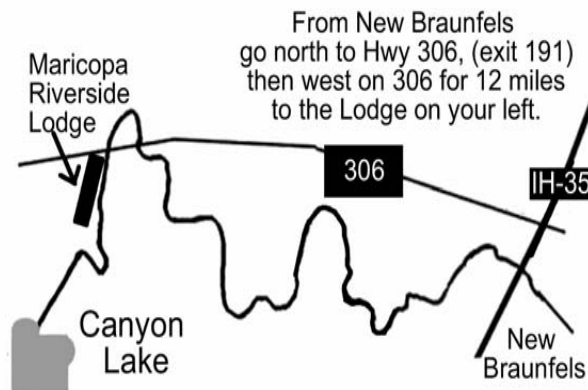 From New Braunfels
go north to Hwy 306, (exit 191)
then west on 306 for 12 miles
to the Lodge on your left.
Maricopa
Riverside
Lodge
306
IH-35
Canyon
Lake
New
Braunfels